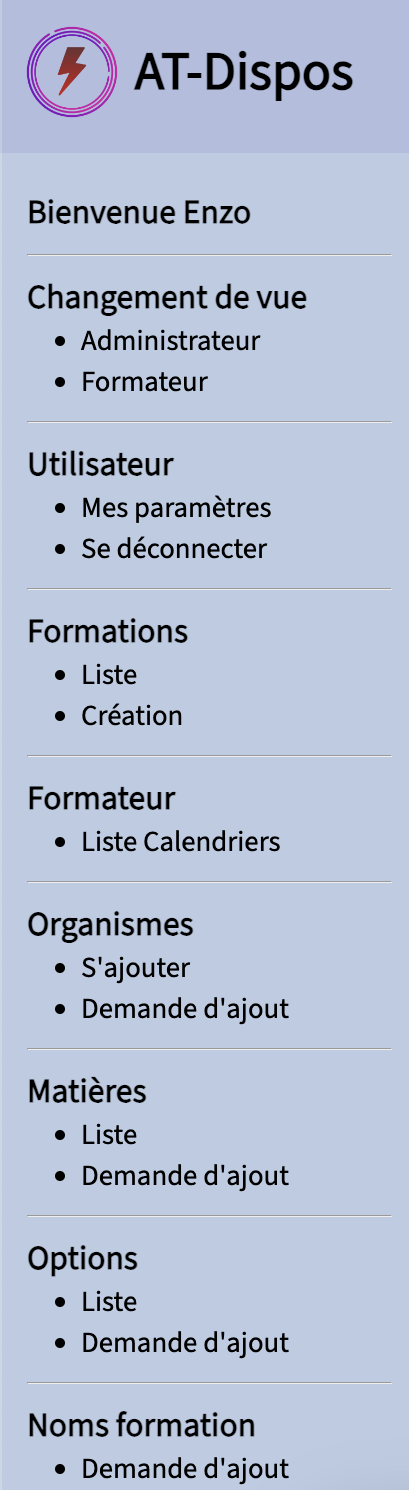 AT-Dispos
Bienvenue Enzo
Changement de vue
Administrateur
Formateur
Utilisateur
Mes paramètres
Se déconnecter
Formations
Liste
Création
Formateur
Liste Calendriers
Organismes
S'ajouter
Demande d'ajout
Matières
Liste
Demande d'ajout
Options
Liste
Demande d'ajout
Noms formation
Demande d'ajout